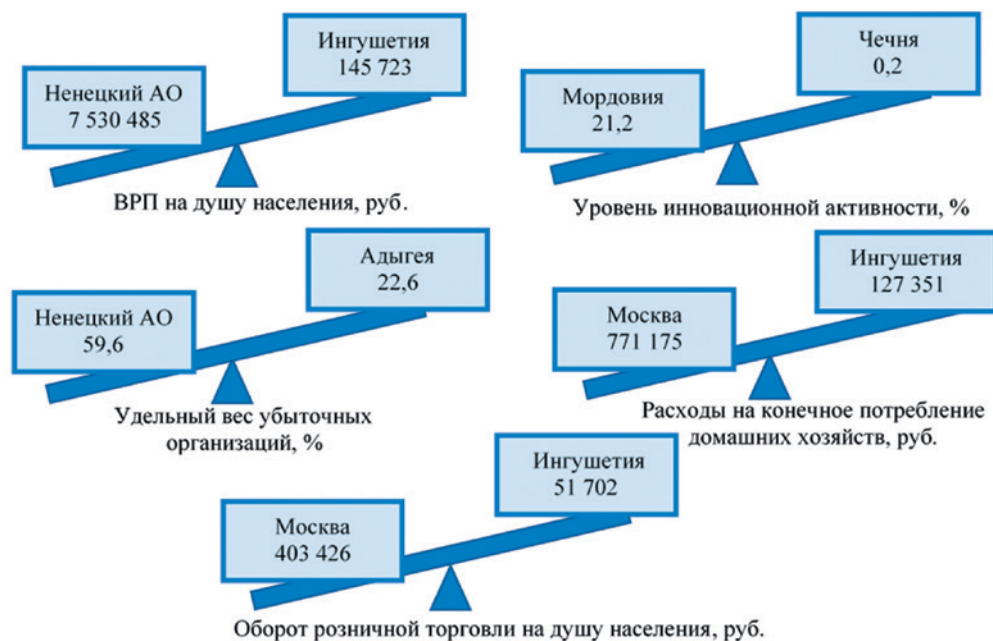 Ингушетия
145 723
Ненецкий АО
7 530 485
ВРП на душу населения, руб.
Чечня
0,2
Мордовия
21,2
Уровень инновационной активности, %
Адыгея
22,6
Ненецкий АО
59,6
Удельный вес убыточных
организаций, %
Ингушетия
127 351
Москва
771 175
Расходы на конечное потребление
домашних хозяйств, руб.
Ингушетия
51 702
Москва
403 426
Оборот розничной торговли на душу населения, руб.